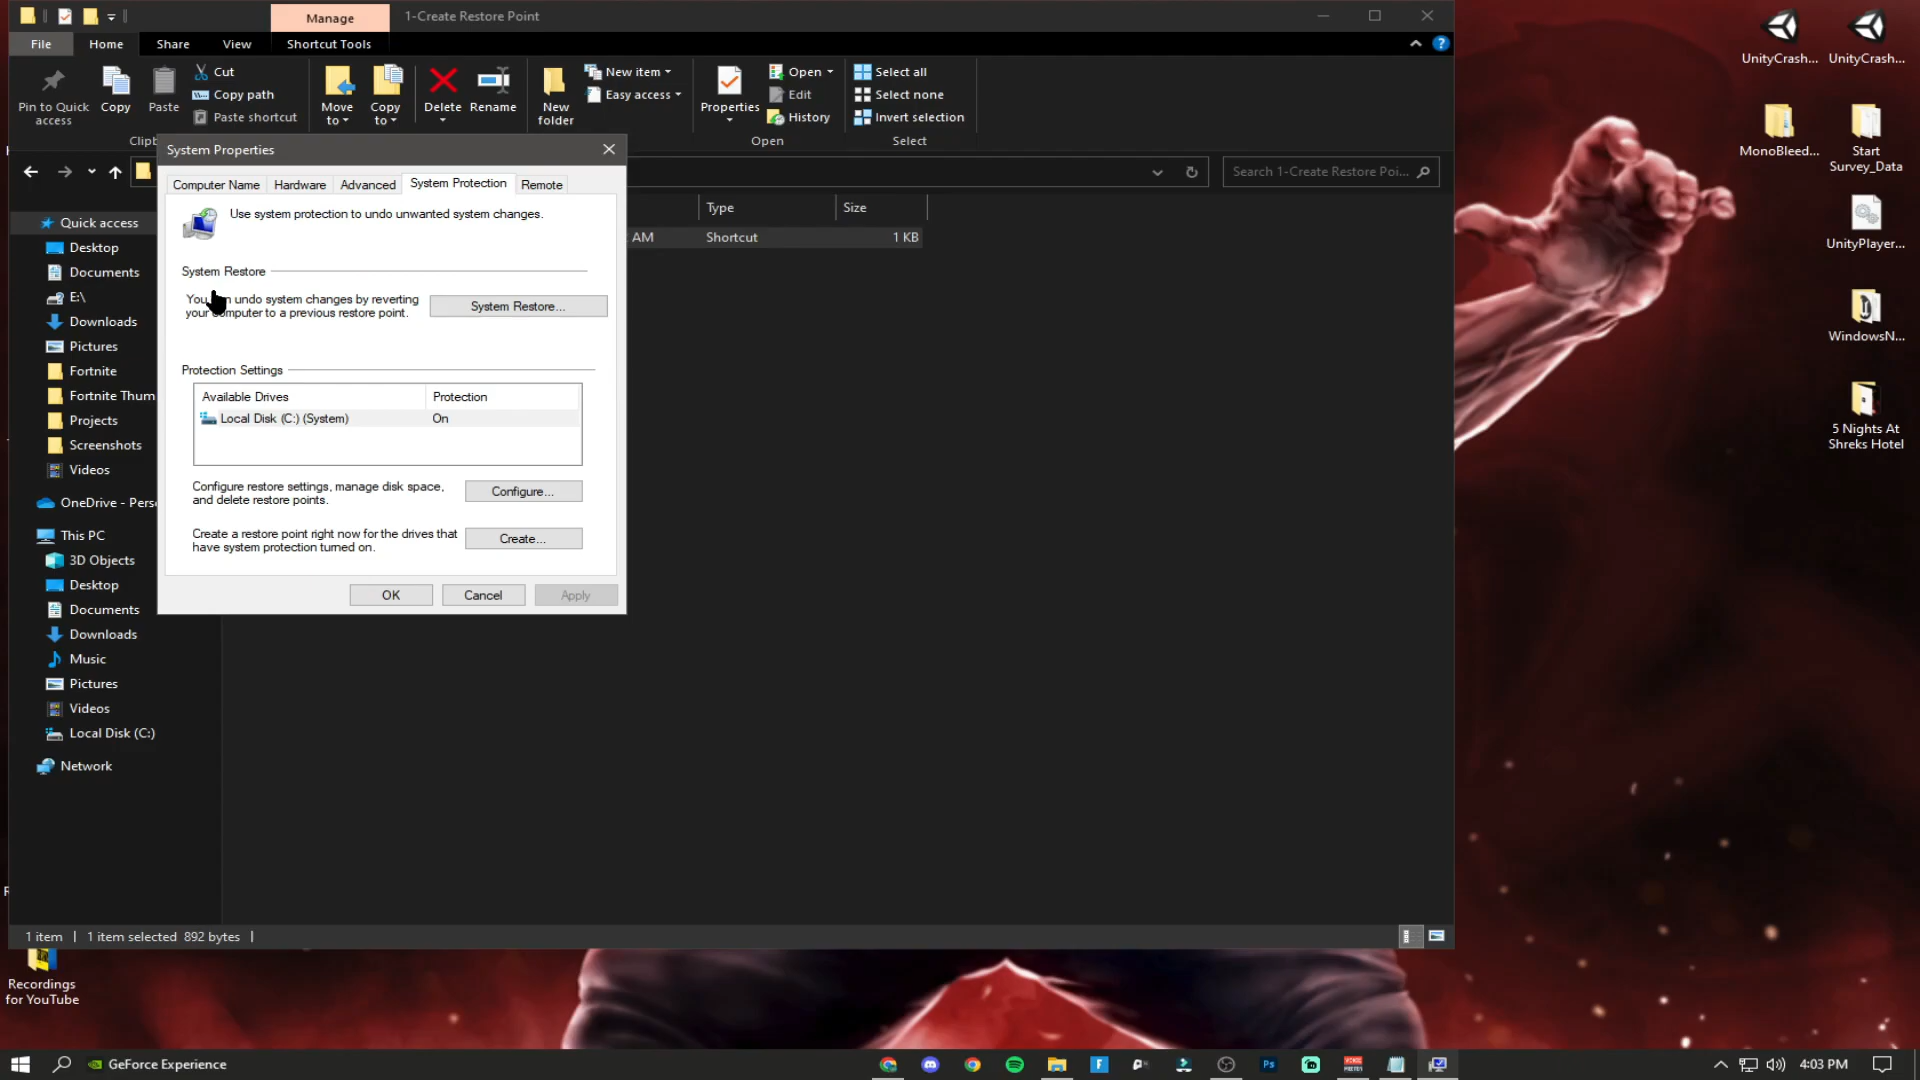 Manage
1-Create Restore Point
File
Home
Share
View
Shortcut Tools
Pin to Quick
access
Copy
Paste
Cut
Copy path
Paste shortcut
Move
to
Copy
to
Delete
Rename
New
folder
New item
Easy access
Properties
Open
Edit
History
Select all
Select none
Invert selection
Clipb
Open
Select
Search 1-Create Restore Poi...
System Properties
Computer Name
Hardware
Advanced
System Protection
Remote
Use system protection to undo unwanted system changes.
System Restore
You can undo system changes by reverting
your computer to a previous restore point.
System Restore...
Protection Settings
Available Drives
Protection
Local Disk (C:) (System)
On
Configure restore settings, manage disk space,
and delete restore points.
Configure...
Create a restore point right now for the drives that
have system protection turned on.
Create...
OK
Cancel
Apply
Type
Size
AM
Shortcut
1 KB
Quick access
Desktop
Documents
E:\
Downloads
Pictures
Fortnite
Fortnite Thum
Projects
Screenshots
Videos
OneDrive - Perso
This PC
3D Objects
Desktop
Documents
Downloads
Music
Pictures
Videos
Local Disk (C:)
Network
1 item
1 item selected 892 bytes
UnityCrash...
UnityCrash...
MonoBleed...
Start
Survey_Data
UnityPlayer...
WindowsN...
5 Nights At
Shreks Hotel
Recordings
for YouTube
GeForce Experience
Ps
4:03 PM